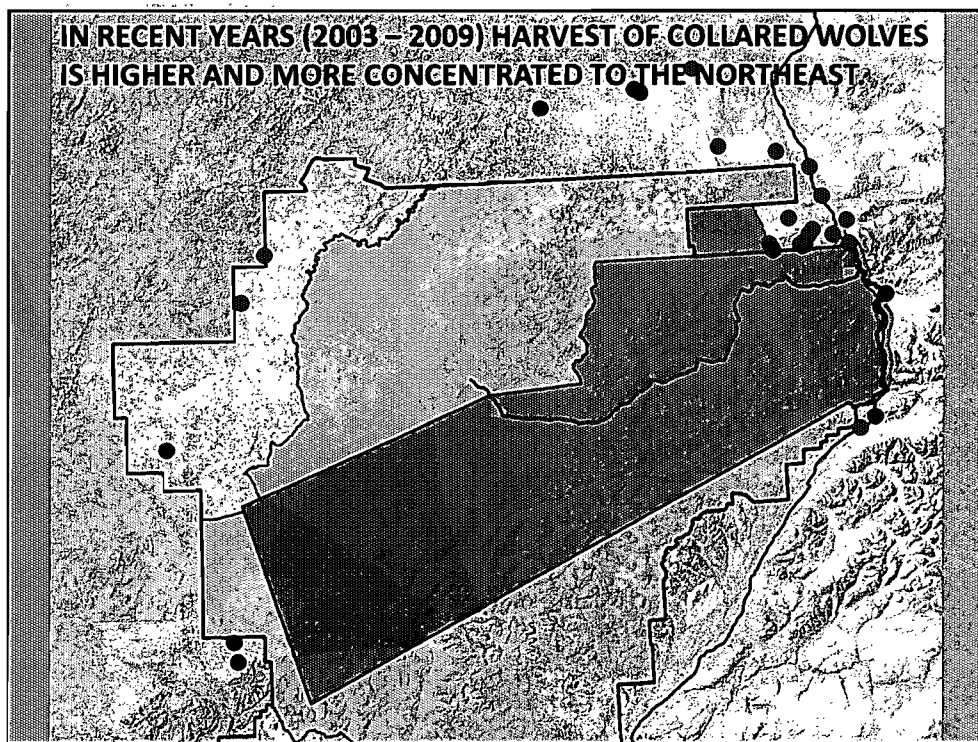 IN RECENT YEARS (2003 – 2009) HARVEST OF COLLARED WOLVES
IS HIGHER AND MORE CONCENTRATED TO THE NORTHEAST